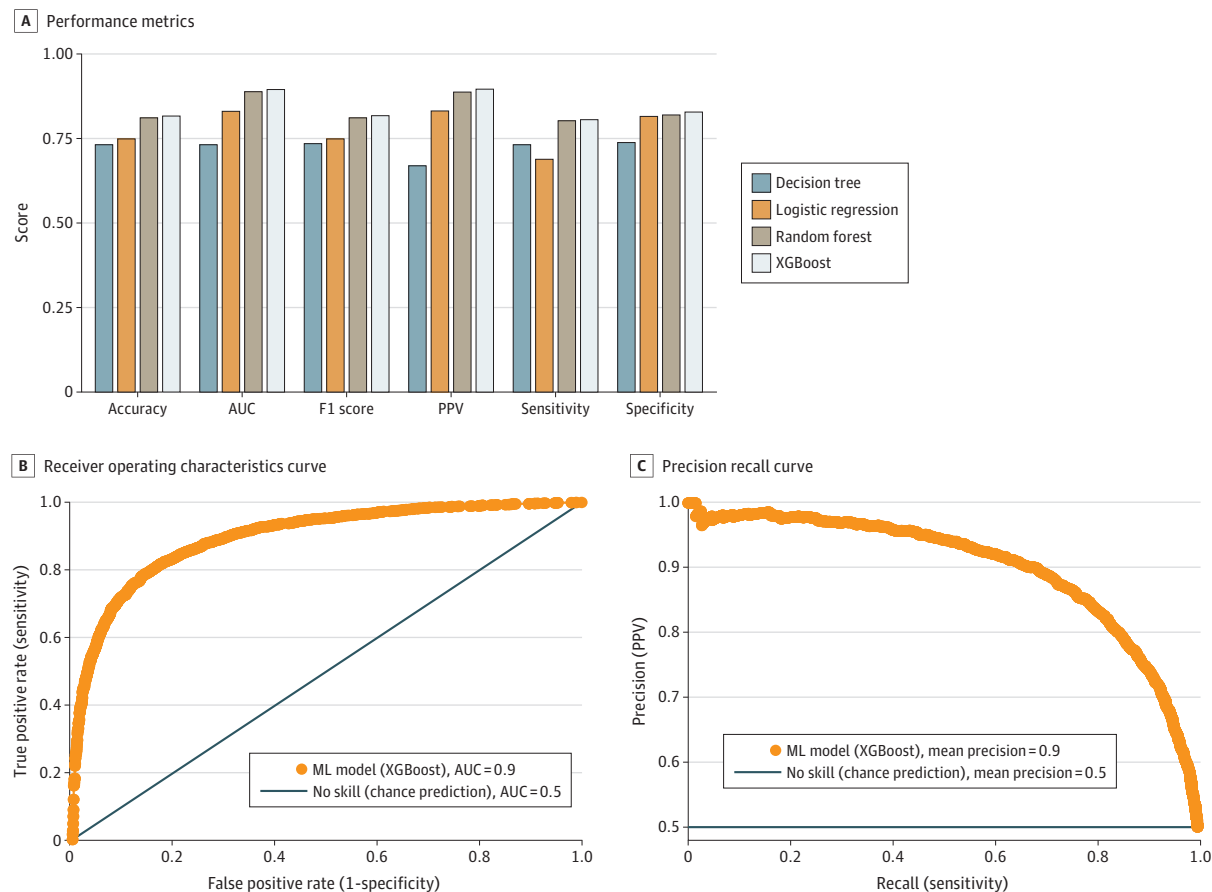 A Performance metrics
1.00
0.75
0.50
0.25
0
Score
Accuracy
AUC
F1 score
PPV
Sensitivity
Specificity
Decision tree
Logistic regression
Random forest
XGBoost
B Receiver operating characteristics curve
1.0
0.8
0.6
0.4
0.2
0
True positive rate (sensitivity)
ML model (XGBoost), AUC = 0.9
No skill (chance prediction), AUC = 0.5
0
0.2
0.4
0.6
0.8
1.0
False positive rate (1-specificity)
C Precision recall curve
1.0
0.9
0.8
0.7
0.6
0.5
Precision (PPV)
ML model (XGBoost), mean precision = 0.9
No skill (chance prediction), mean precision = 0.5
0
0.2
0.4
0.6
0.8
1.0
Recall (sensitivity)